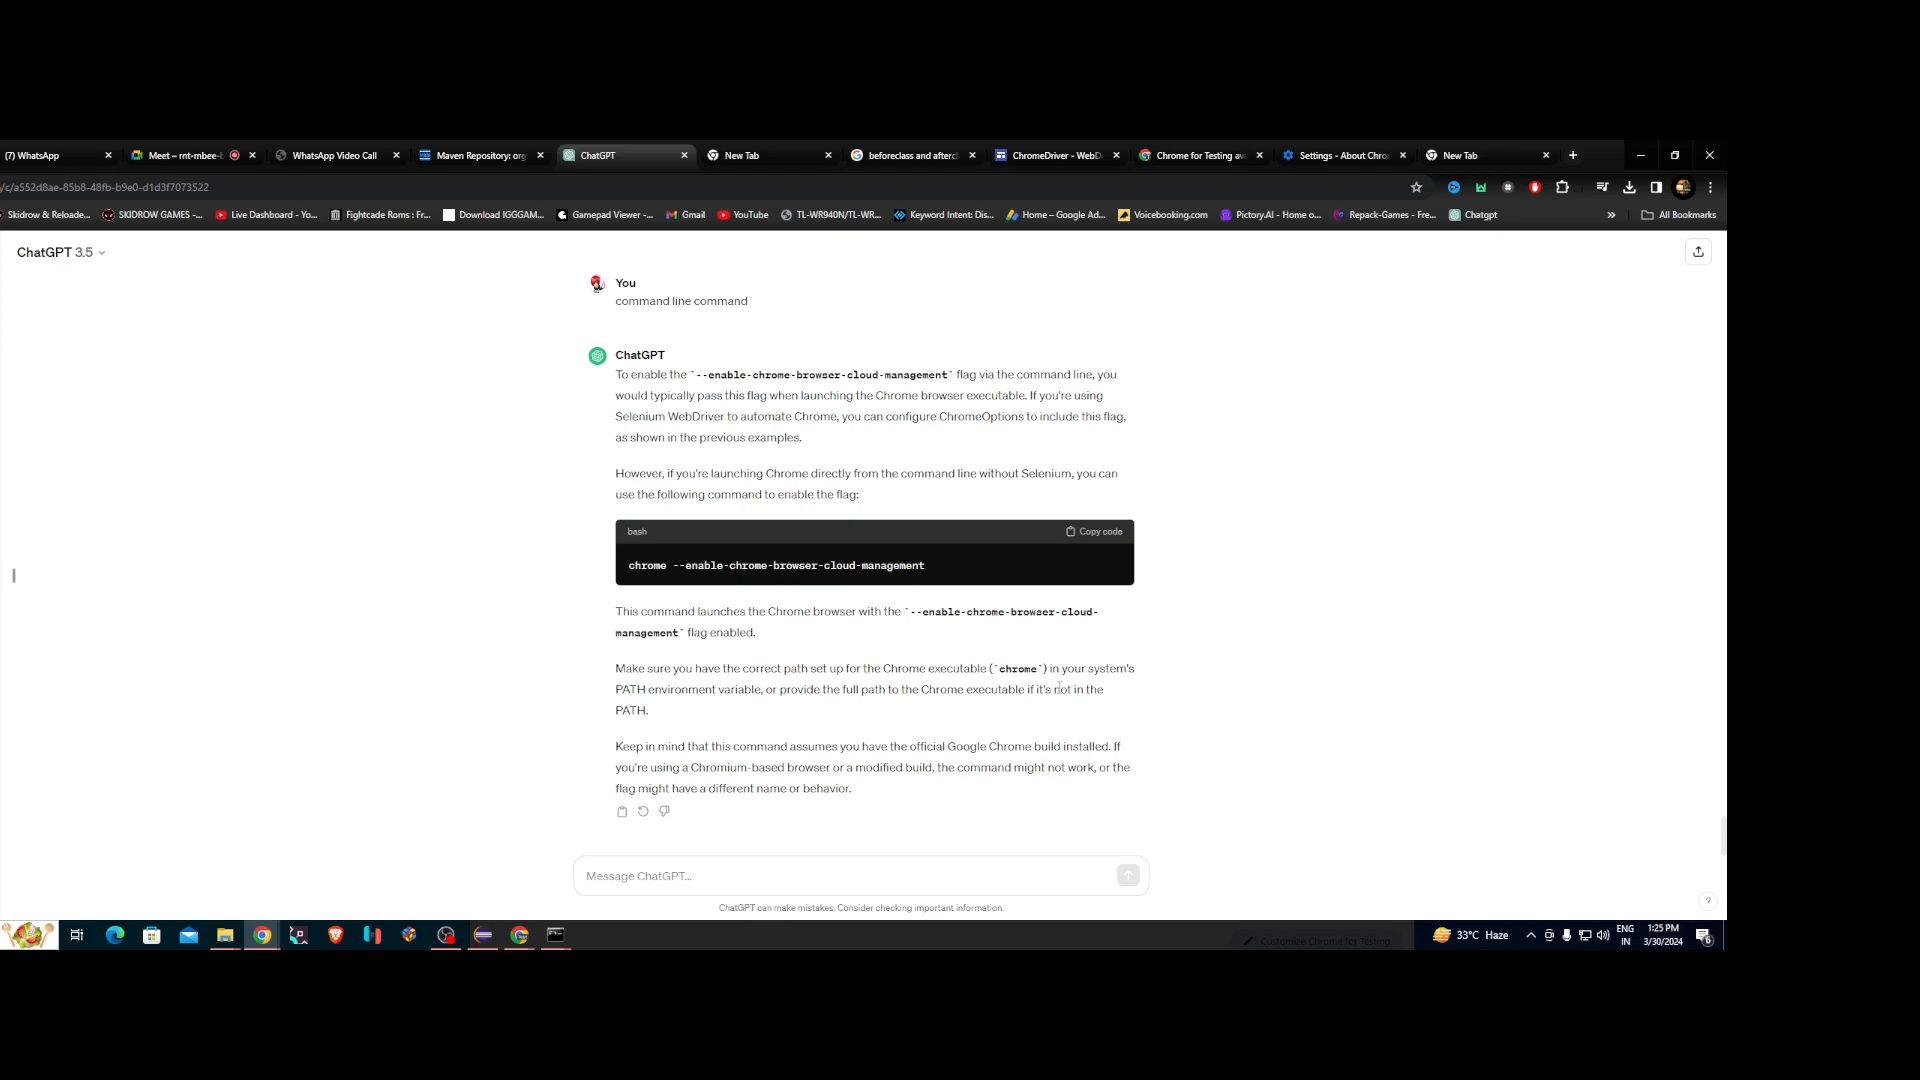 (7) WhatsApp
Meet – rnt-mbee-
WhatsApp Video Call
Maven Repository: org
ChatGPT
New Tab
beforeclass and aftercl
ChromeDriver - WebD
Chrome for Testing av
Settings - About Chro
New Tab
/c/a552d8ae-85b8-48fb-b9e0-d1d3f7073522
Skidrow & Reloade...
SKIDROW GAMES -...
Live Dashboard - Yo...
Fightcade Roms : Fr...
Download IGGGAM...
Gamepad Viewer -...
Gmail
YouTube
TL-WR940N/TL-WR...
Keyword Intent: Dis...
Home – Google Ad...
Voicebooking.com
Pictory.AI - Home o...
Repack-Games - Fre...
Chatgpt
»
All Bookmarks
ChatGPT 3.5
You
command line command
ChatGPT
To enable the `--enable-chrome-browser-cloud-management` flag via the command line, you
would typically pass this flag when launching the Chrome browser executable. If you're using
Selenium WebDriver to automate Chrome, you can configure ChromeOptions to include this flag,
as shown in the previous examples.
However, if you're launching Chrome directly from the command line without Selenium, you can
use the following command to enable the flag:
bash
Copy code
chrome --enable-chrome-browser-cloud-management
This command launches the Chrome browser with the `--enable-chrome-browser-cloud-
management` flag enabled.
Make sure you have the correct path set up for the Chrome executable (`chrome`) in your system's
PATH environment variable, or provide the full path to the Chrome executable if it's not in the
PATH.
Keep in mind that this command assumes you have the official Google Chrome build installed. If
you're using a Chromium-based browser or a modified build, the command might not work, or the
flag might have a different name or behavior.
Message ChatGPT...
ChatGPT can make mistakes. Consider checking important information.
?
Customize Chrome for Testing
33°C Haze
ENG
IN
1:25 PM
3/30/2024
6